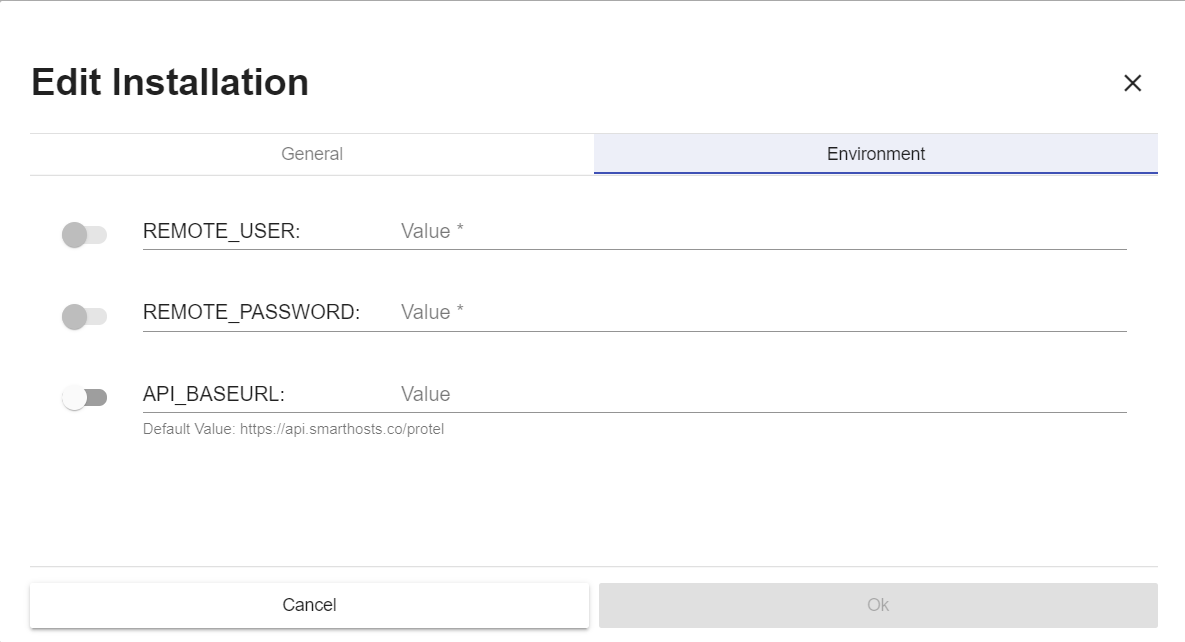 Edit Installation
General
Environment
REMOTE_USER: Value *
REMOTE_PASSWORD: Value *
API_BASEURL: Value
Default Value: https://api.smarthosts.co/protel
Cancel
Ok